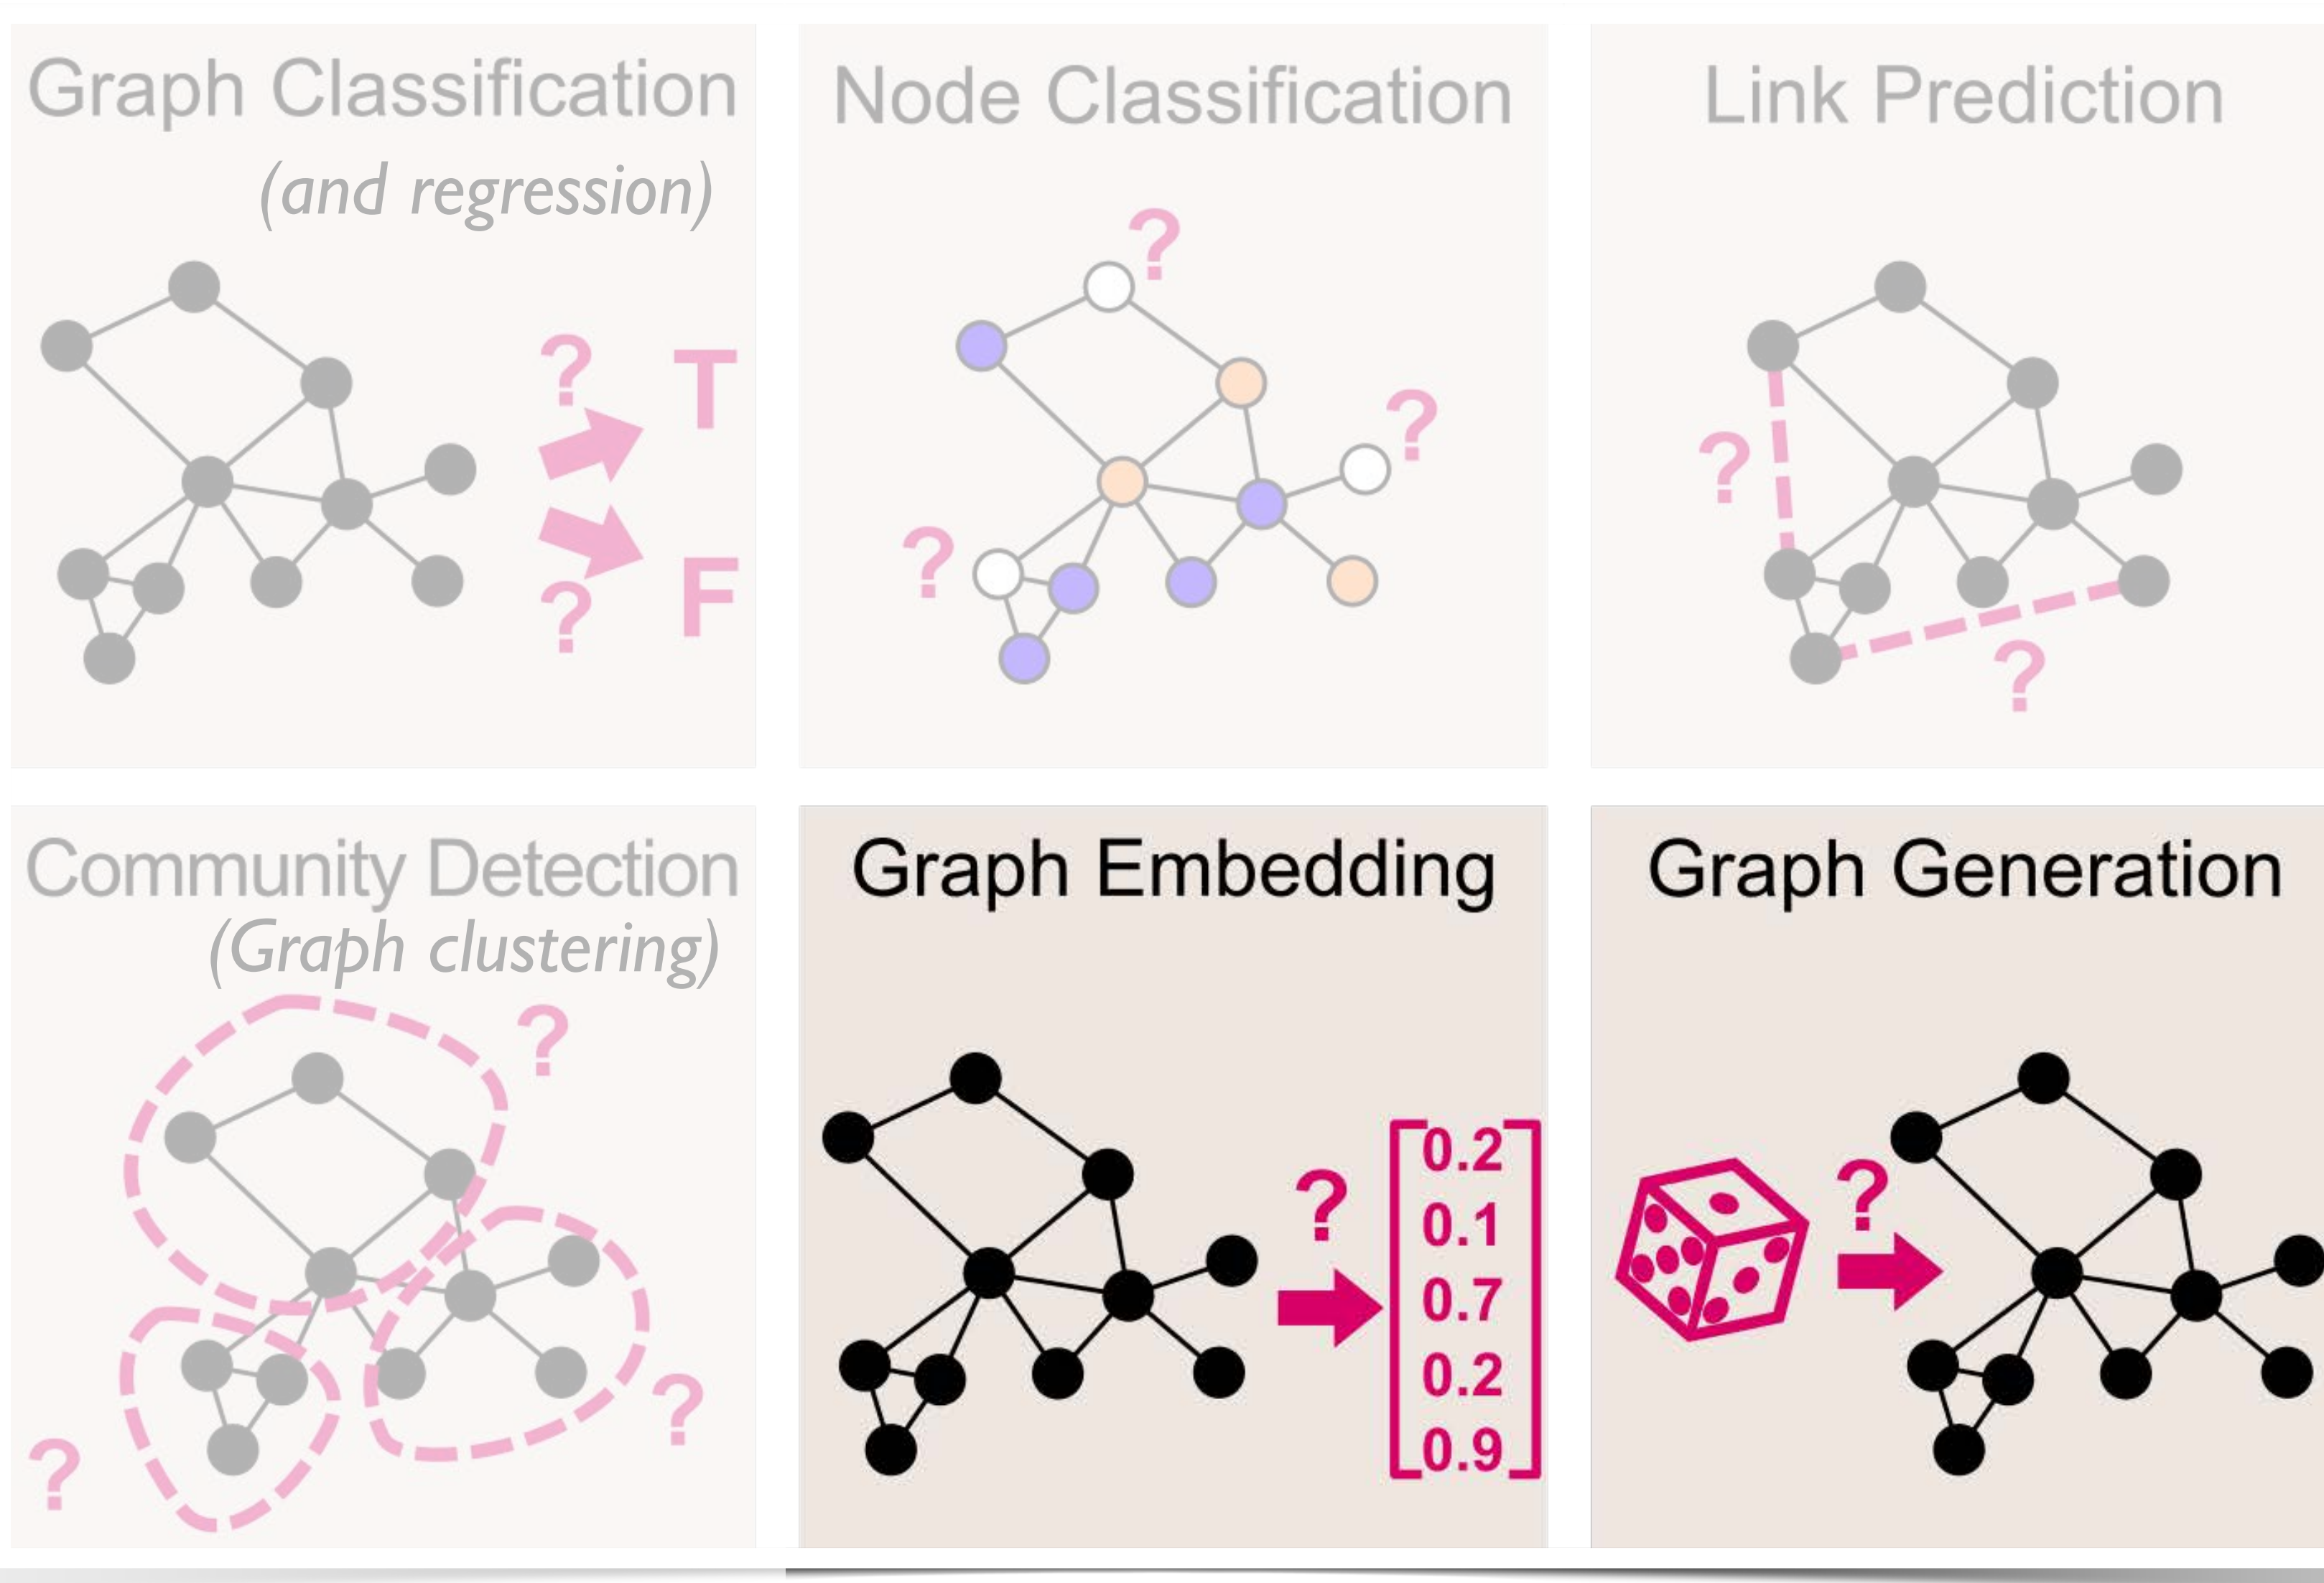 Graph Classification
(and regression)
?
T
?
F
Node Classification
?
?
?
Link Prediction
?
?
Community Detection
(Graph clustering)
?
?
?
Graph Embedding
?
0.2
0.1
0.7
0.2
0.9
Graph Generation
?